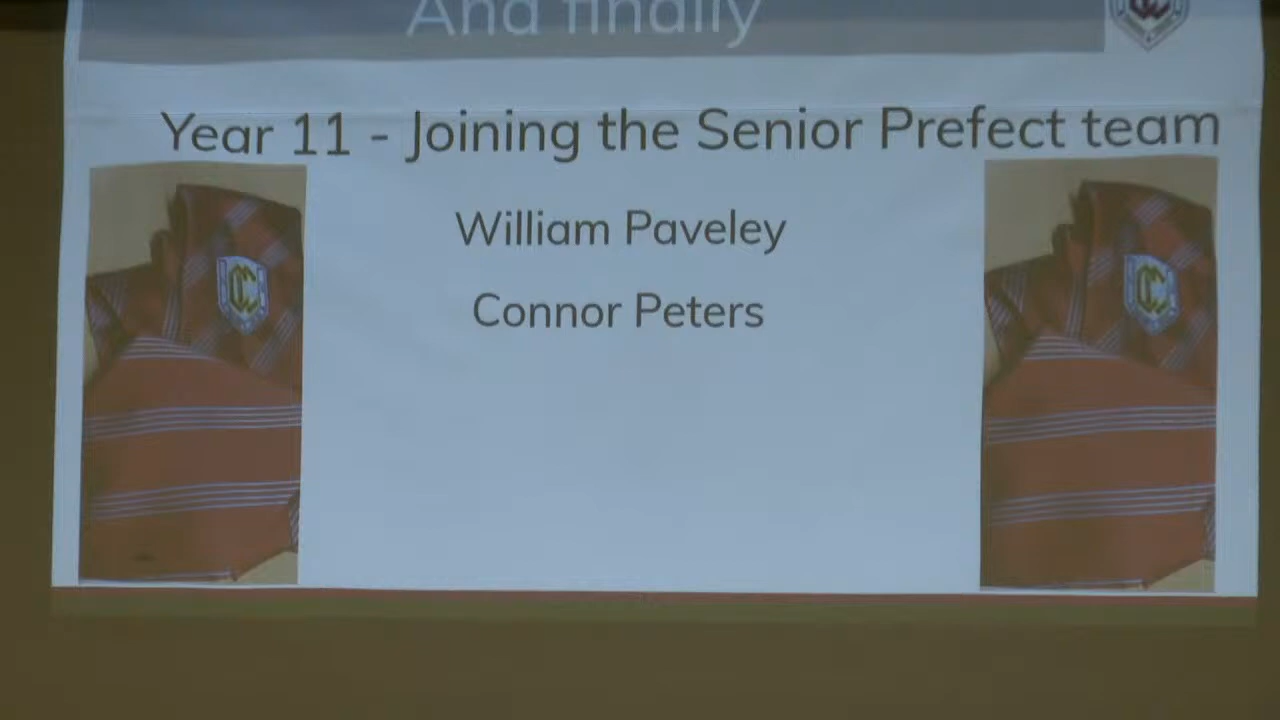 And finally
Year 11 - Joining the Senior Prefect team
William Paveley
Connor Peters